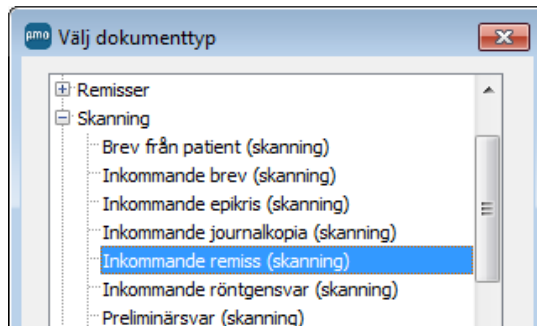 pmo Välj dokumenttyp
Remisser
Skanning
Brev från patient (skanning)
Inkommande brev (skanning)
Inkommande epikris (skanning)
Inkommande journalkopia (skanning)
Inkommande remiss (skanning)
Inkommande röntgensvar (skanning)
Preliminärsvar (skanning)